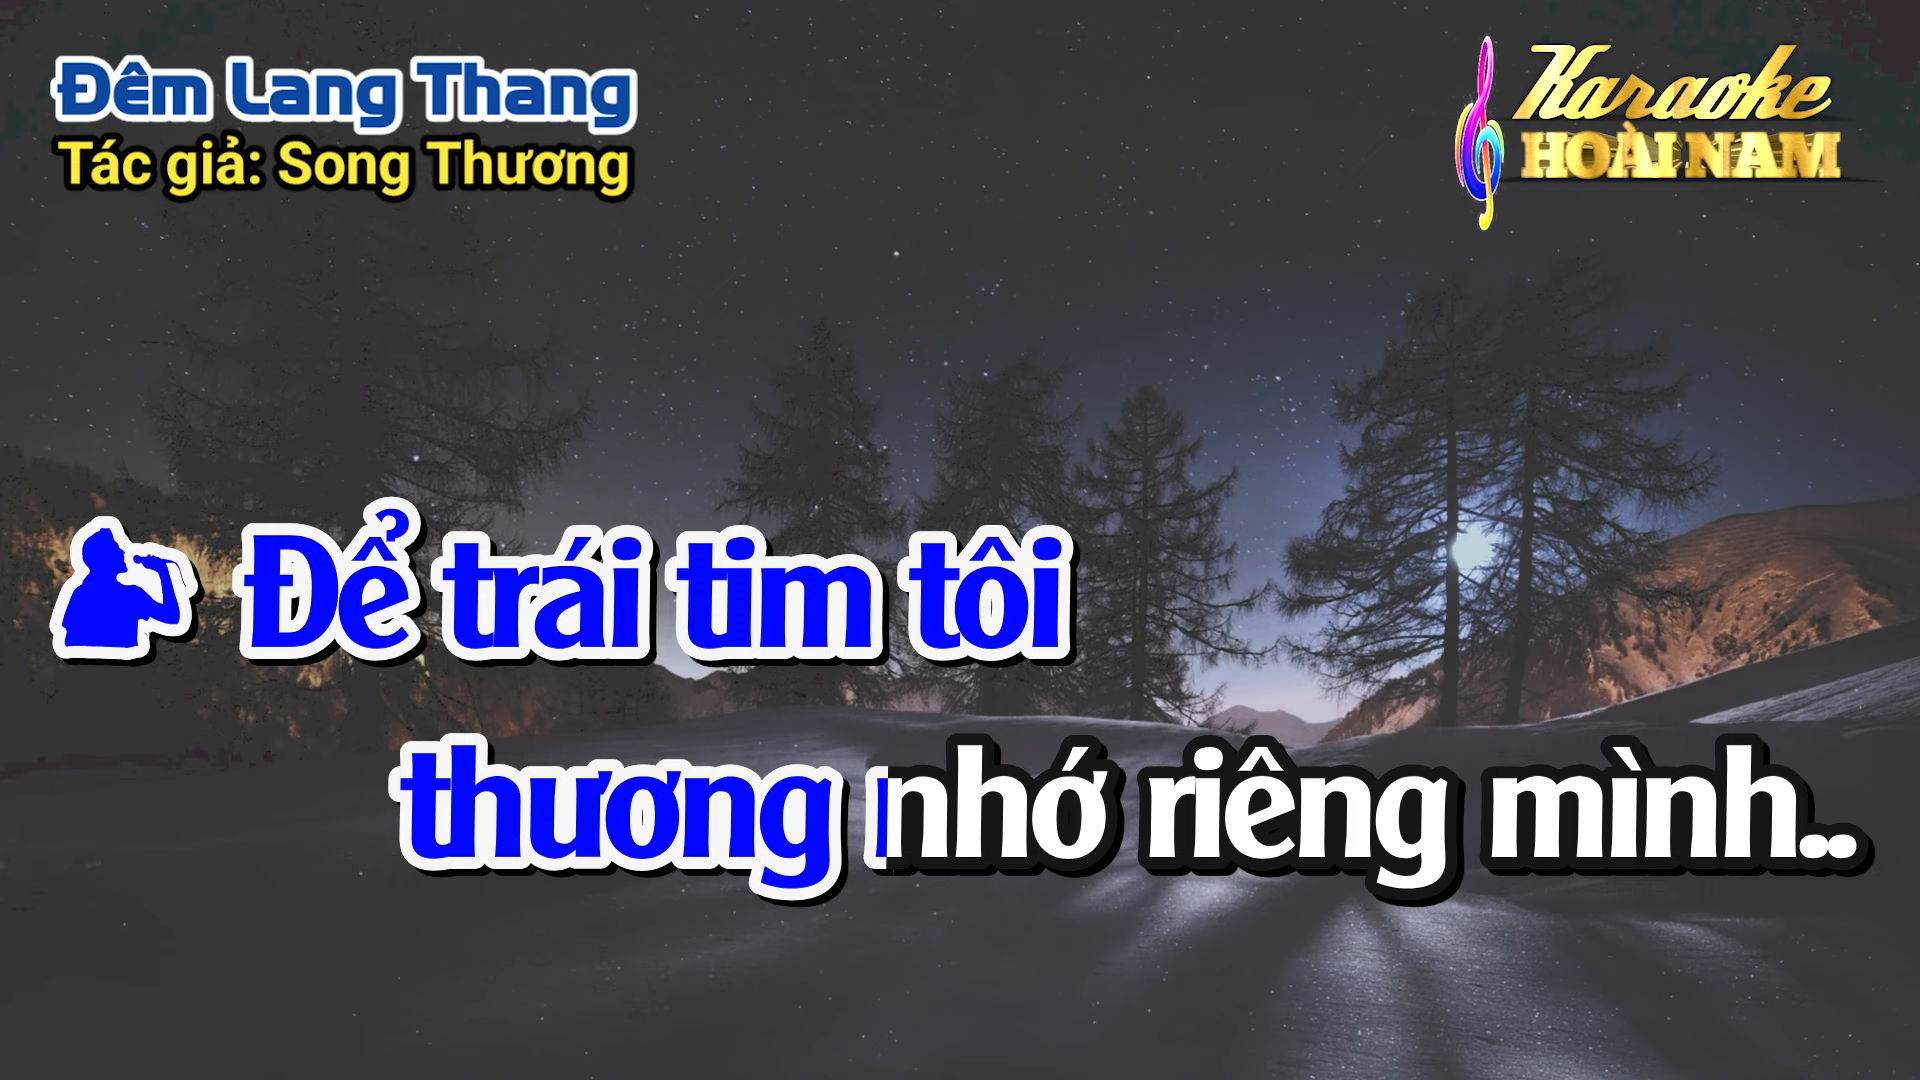 Đêm Lang Thang
Tác giả: Song Thương
Karaoke
HOÀI NAM
Để trái tim tôi
thương nhớ riêng mình..